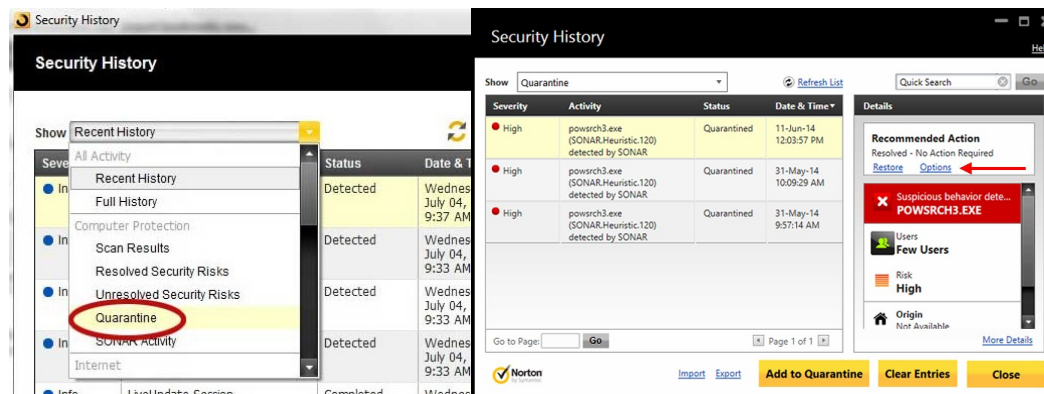 Security History
Security History
Show Recent History
All Activity
Recent History
Full History
Computer Protection
Scan Results
Resolved Security Risks
Unresolved Security Risks
Quarantine
SONAR Activity
Internet
Status Date &
Detected Wednes
July 04,
9:37 AM
Detected Wednes
July 04,
9:33 AM
Detected Wednes
July 04,
9:33 AM
Detected Wednes
July 04,
9:33 AM
Info LiveUpdate Session Completed Wednes
Security History
Show Quarantine Refresh List Quick Search Go
Severity Activity Status Date & Time Details
High powsrch3.exe Quarantined 11-Jun-14
(SONAR.Heuristic.120) 12:03:57 PM
detected by SONAR
High powsrch3.exe Quarantined 31-May-14
(SONAR.Heuristic.120) 10:09:29 AM
detected by SONAR
High powsrch3.exe Quarantined 31-May-14
(SONAR.Heuristic.120) 9:57:14 AM
detected by SONAR
Recommended Action
Resolved - No Action Required
Restore Options
Suspicious behavior dete...
POWSRCH3.EXE
Users
Few Users
Risk
High
Origin
Not Available
Go to Page: Go Page 1 of 1 More Details
Norton
by Symantec
Import Export Add to Quarantine Clear Entries Close